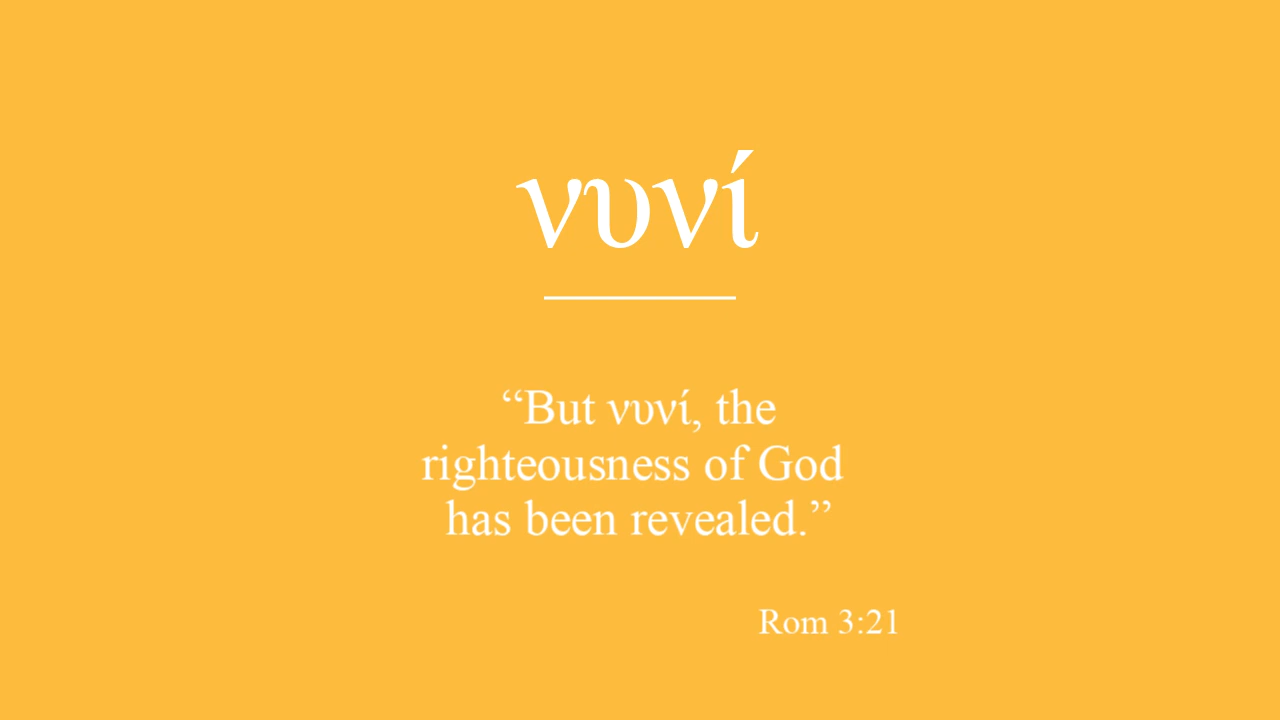 νυνί
“But νυνί, the
righteousness of God
has been revealed.”
Rom 3:21